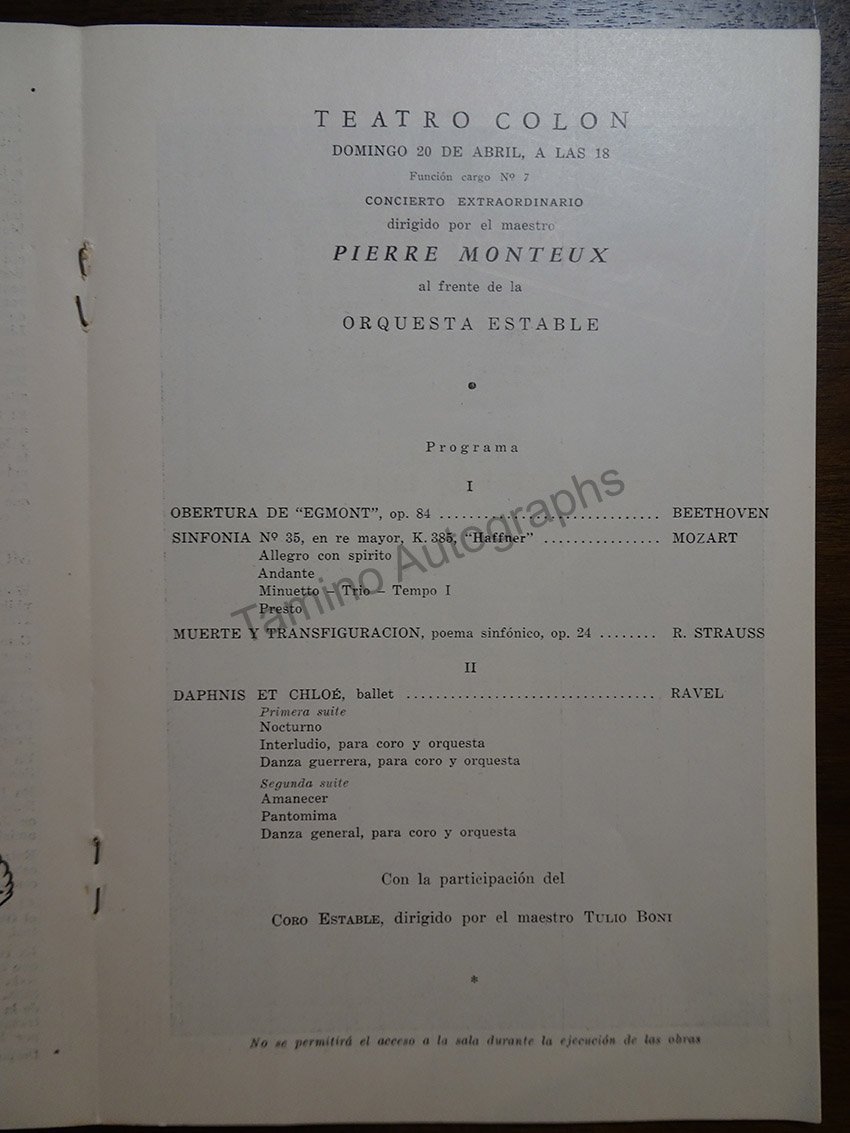 TEATRO COLON
DOMINGO 20 DE ABRIL, A LAS 18
Función cargo Nº 7
CONCIERTO EXTRAORDINARIO
dirigido por el maestro
PIERRE MONTEUX
al frente de la
ORQUESTA ESTABLE
Programa
I
OBERTURA DE "EGMONT", op. 84 .............................. BEETHOVEN
SINFONIA Nº 35, en re mayor, K. 385, "Haffner" ................ MOZART
Allegro con spirito
Andante
Minuetto – Trio – Tempo I
Presto
MUERTE Y TRANSFIGURACION, poema sinfónico, op. 24 ........ R. STRAUSS
II
DAPHNIS ET CHLOÉ, ballet .................................. RAVEL
Primera suite
Nocturno
Interludio, para coro y orquesta
Danza guerrera, para coro y orquesta
Segunda suite
Amanecer
Pantomima
Danza general, para coro y orquesta
Con la participación del
CORO ESTABLE, dirigido por el maestro TULIO BONI
*
No se permitirá el acceso a la sala durante la ejecución de las obras
Tamino Autographs